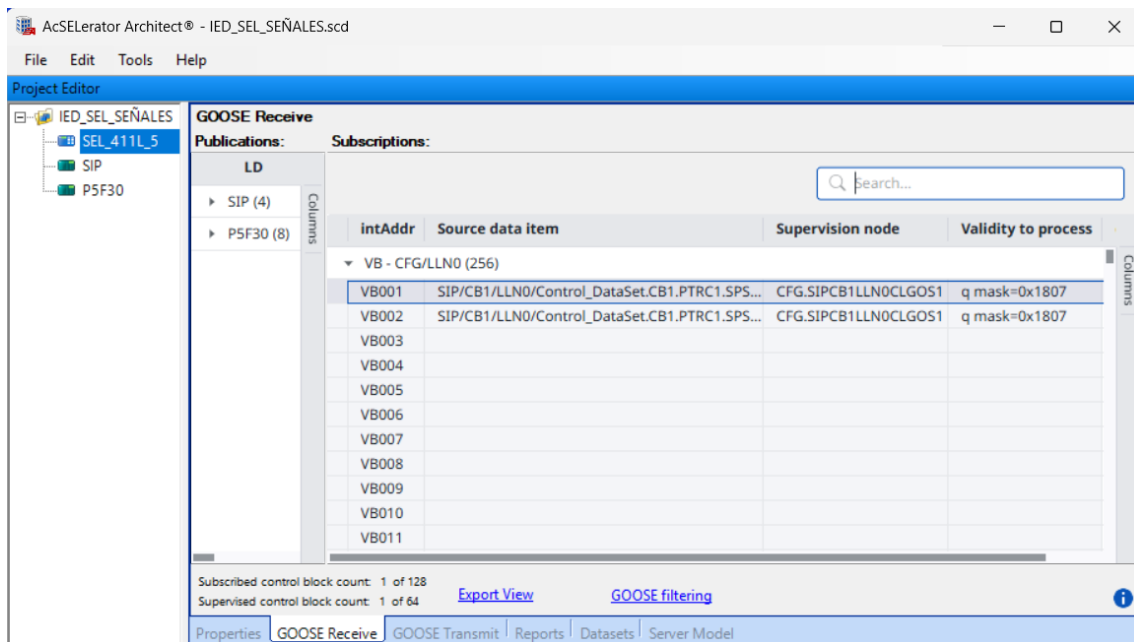 AcSELerator Architect® - IED_SEL_SEÑALES.scd
File Edit Tools Help
Project Editor
IED_SEL_SEÑALES
SEL_411L_5
SIP
P5F30
GOOSE Receive
Publications: Subscriptions:
LD
SIP (4)
P5F30 (8)
Columns
Search...
intAddr Source data item Supervision node Validity to process
VB - CFG/LLN0 (256)
VB001 SIP/CB1/LLN0/Control_DataSet.CB1.PTRC1.SPS... CFG.SIPCB1LLN0CLGOS1 q mask=0x1807
VB002 SIP/CB1/LLN0/Control_DataSet.CB1.PTRC1.SPS... CFG.SIPCB1LLN0CLGOS1 q mask=0x1807
VB003
VB004
VB005
VB006
VB007
VB008
VB009
VB010
VB011
Columns
Subscribed control block count: 1 of 128
Supervised control block count: 1 of 64
Export View GOOSE filtering
Properties GOOSE Receive GOOSE Transmit Reports Datasets Server Model